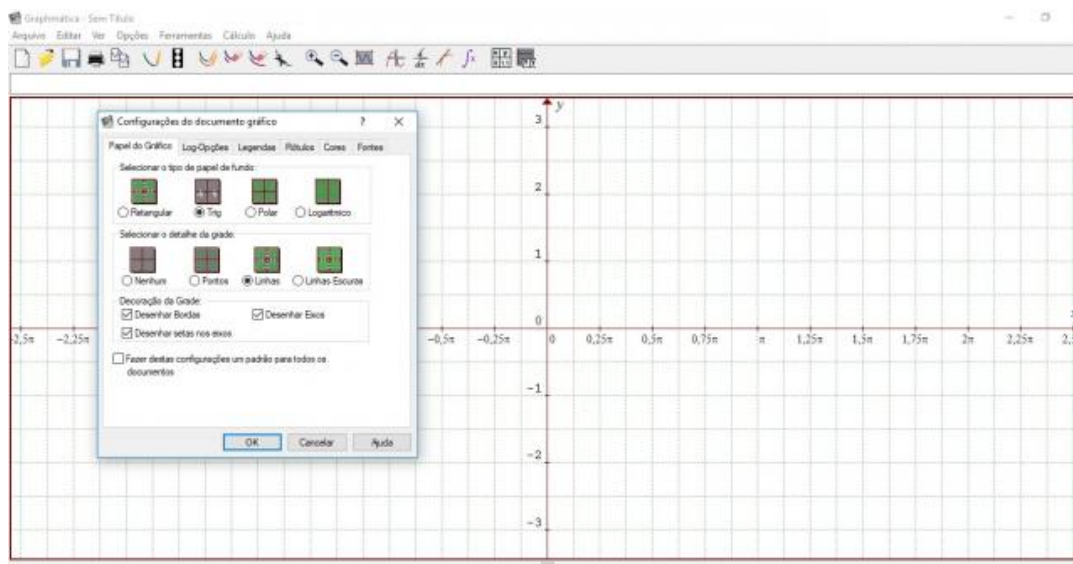 Graphmática - Sem Título
Arquivo Editar Ver Opções Ferramentas Cálculo Ajuda
Configurações do documento gráfico ? ×
Papel do Gráfico Log-Opções Legendas Rótulos Cores Fontes
Selecionar o tipo de papel de fundo:
Retangular Trig Polar Logarítmico
Selecionar o detalhe da grade:
Nenhum Pontos Linhas Linhas Escuras
Decoração da Grade:
Desenhar Bordas Desenhar Eixos
Desenhar setas nos eixos
Fazer destas configurações um padrão para todos os
documentos
OK Cancelar Ajuda
y
3
2
1
0
-2,25π -0,5π -0,25π 0 0,25π 0,5π 0,75π π 1,25π 1,5π 1,75π 2π 2,25π
-1
-2
-3